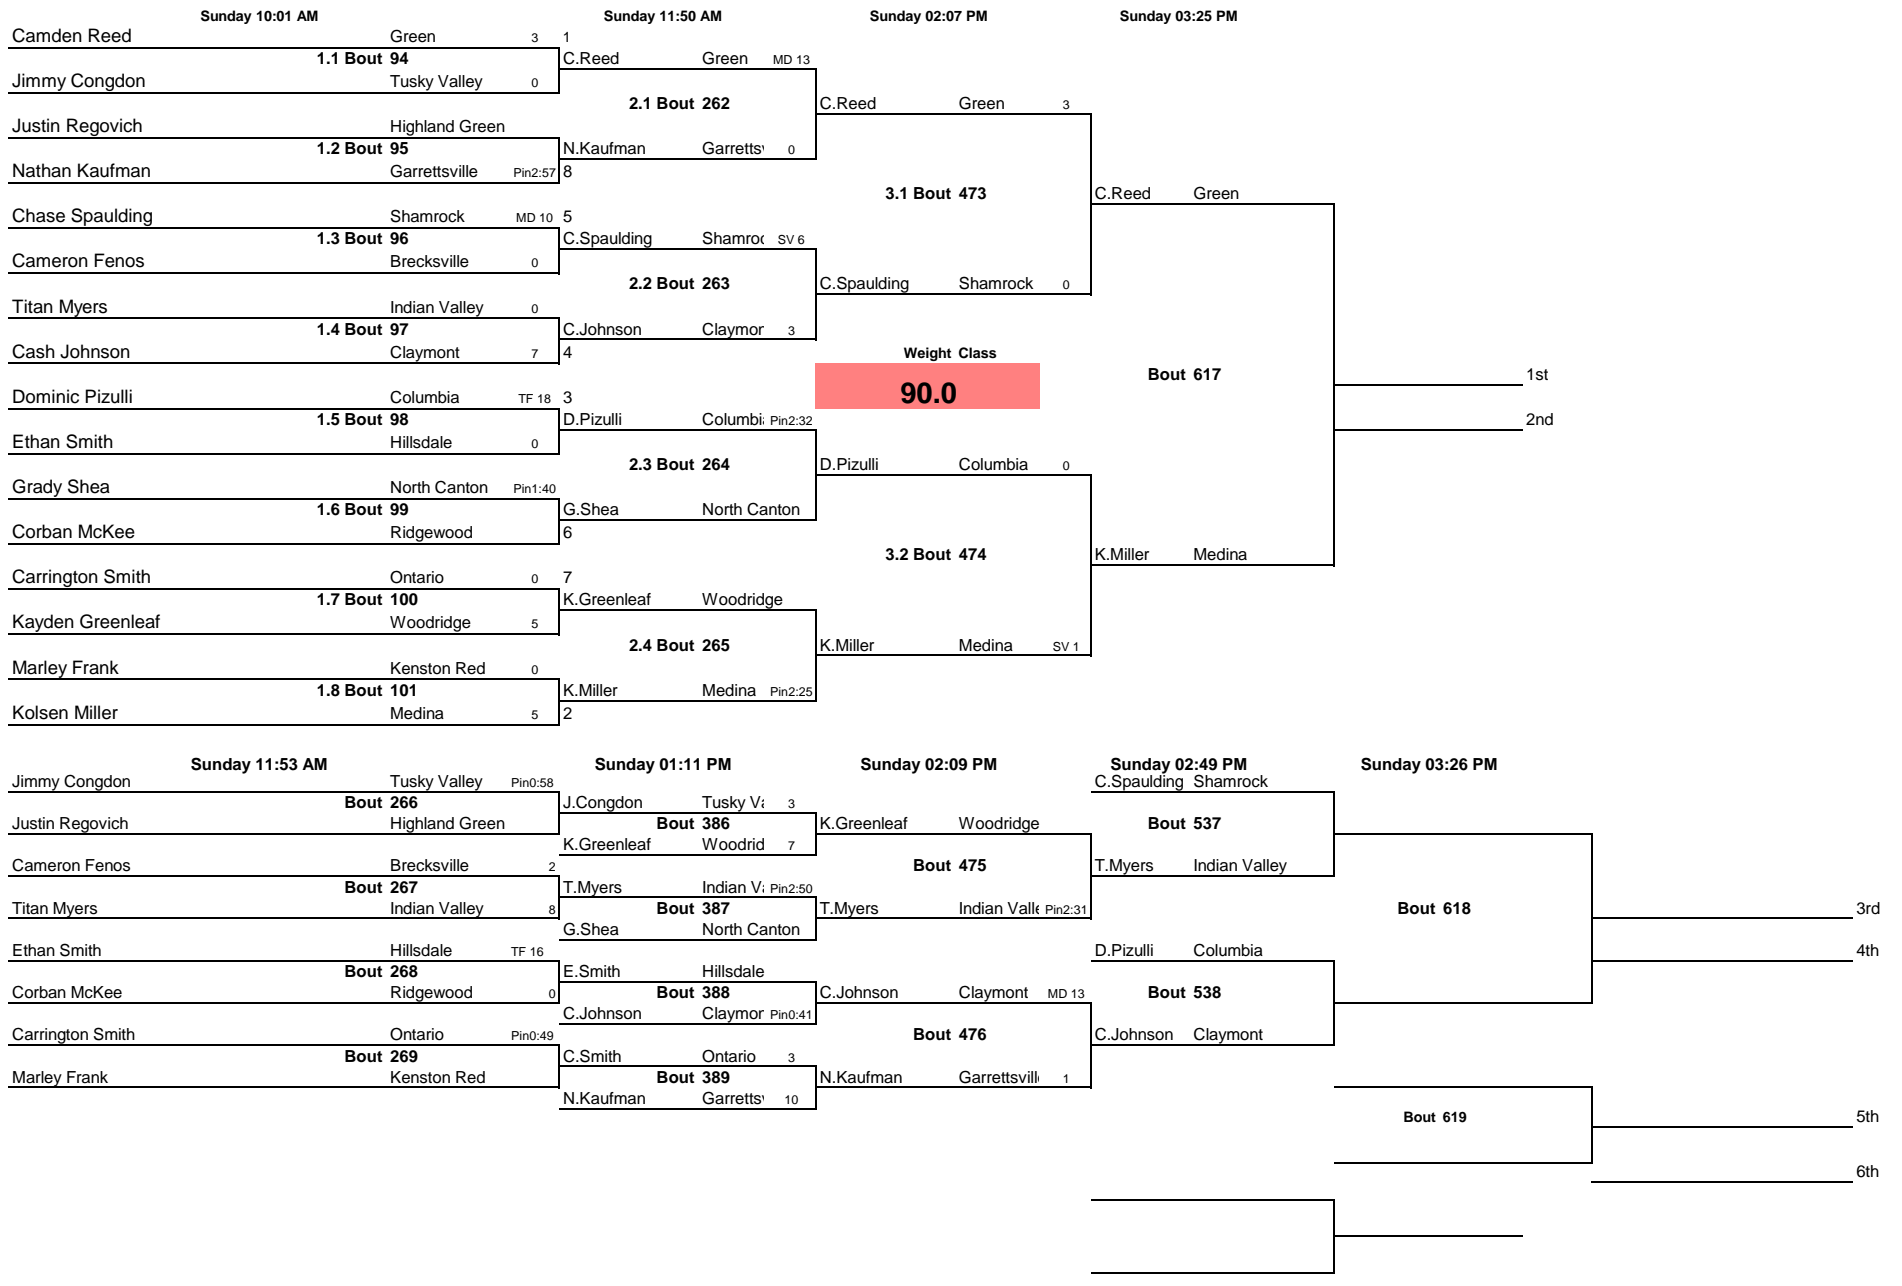 Sunday 10:01 AM Sunday 11:50 AM Sunday 02:07 PM Sunday 03:25 PM
Camden Reed Green 3 1
1.1 Bout 94 C.Reed Green MD 13
Jimmy Congdon Tusky Valley 0
2.1 Bout 262 C.Reed Green 3
Justin Regovich Highland Green
1.2 Bout 95 N.Kaufman Garretts 0
Nathan Kaufman Garrettsville Pin2:57 8
3.1 Bout 473 C.Reed Green
Chase Spaulding Shamrock MD 10 5
1.3 Bout 96 C.Spaulding Shamroc SV 6
Cameron Fenos Brecksville 0
2.2 Bout 263 C.Spaulding Shamrock 0
Titan Myers Indian Valley 0
1.4 Bout 97 C.Johnson Claymor 3
Cash Johnson Claymont 7 4 Weight Class
Bout 617 1st
Dominic Pizulli Columbia TF 18 3 90.0
1.5 Bout 98 D.Pizulli Columbi Pin2:32 2nd
Ethan Smith Hillsdale 0
2.3 Bout 264 D.Pizulli Columbia 0
Grady Shea North Canton Pin1:40
1.6 Bout 99 G.Shea North Canton
Corban McKee Ridgewood 6
3.2 Bout 474 K.Miller Medina
Carrington Smith Ontario 0 7
1.7 Bout 100 K.Greenleaf Woodridge
Kayden Greenleaf Woodridge 5
2.4 Bout 265 K.Miller Medina SV 1
Marley Frank Kenston Red 0
1.8 Bout 101 K.Miller Medina Pin2:25
Kolsen Miller Medina 5 2
Sunday 11:53 AM Sunday 01:11 PM Sunday 02:09 PM Sunday 02:49 PM Sunday 03:26 PM
Jimmy Congdon Tusky Valley Pin0:58 C.Spaulding Shamrock
Bout 266 J.Congdon Tusky Va 3
Justin Regovich Highland Green Bout 386 K.Greenleaf Woodridge Bout 537
K.Greenleaf Woodrid 7
Cameron Fenos Brecksville 2 Bout 475 T.Myers Indian Valley
Bout 267 T.Myers Indian Va Pin2:50
Titan Myers Indian Valley 8 Bout 387 T.Myers Indian Valle Pin2:31 Bout 618 3rd
G.Shea North Canton
Ethan Smith Hillsdale TF 16 D.Pizulli Columbia 4th
Bout 268 E.Smith Hillsdale
Corban McKee Ridgewood 0 Bout 388 C.Johnson Claymont MD 13 Bout 538
C.Johnson Claymor Pin0:41
Carrington Smith Ontario Pin0:49 Bout 476 C.Johnson Claymont
Bout 269 C.Smith Ontario 3
Marley Frank Kenston Red Bout 389 N.Kaufman Garrettsvill 1
N.Kaufman Garretts 10
Bout 619 5th
6th